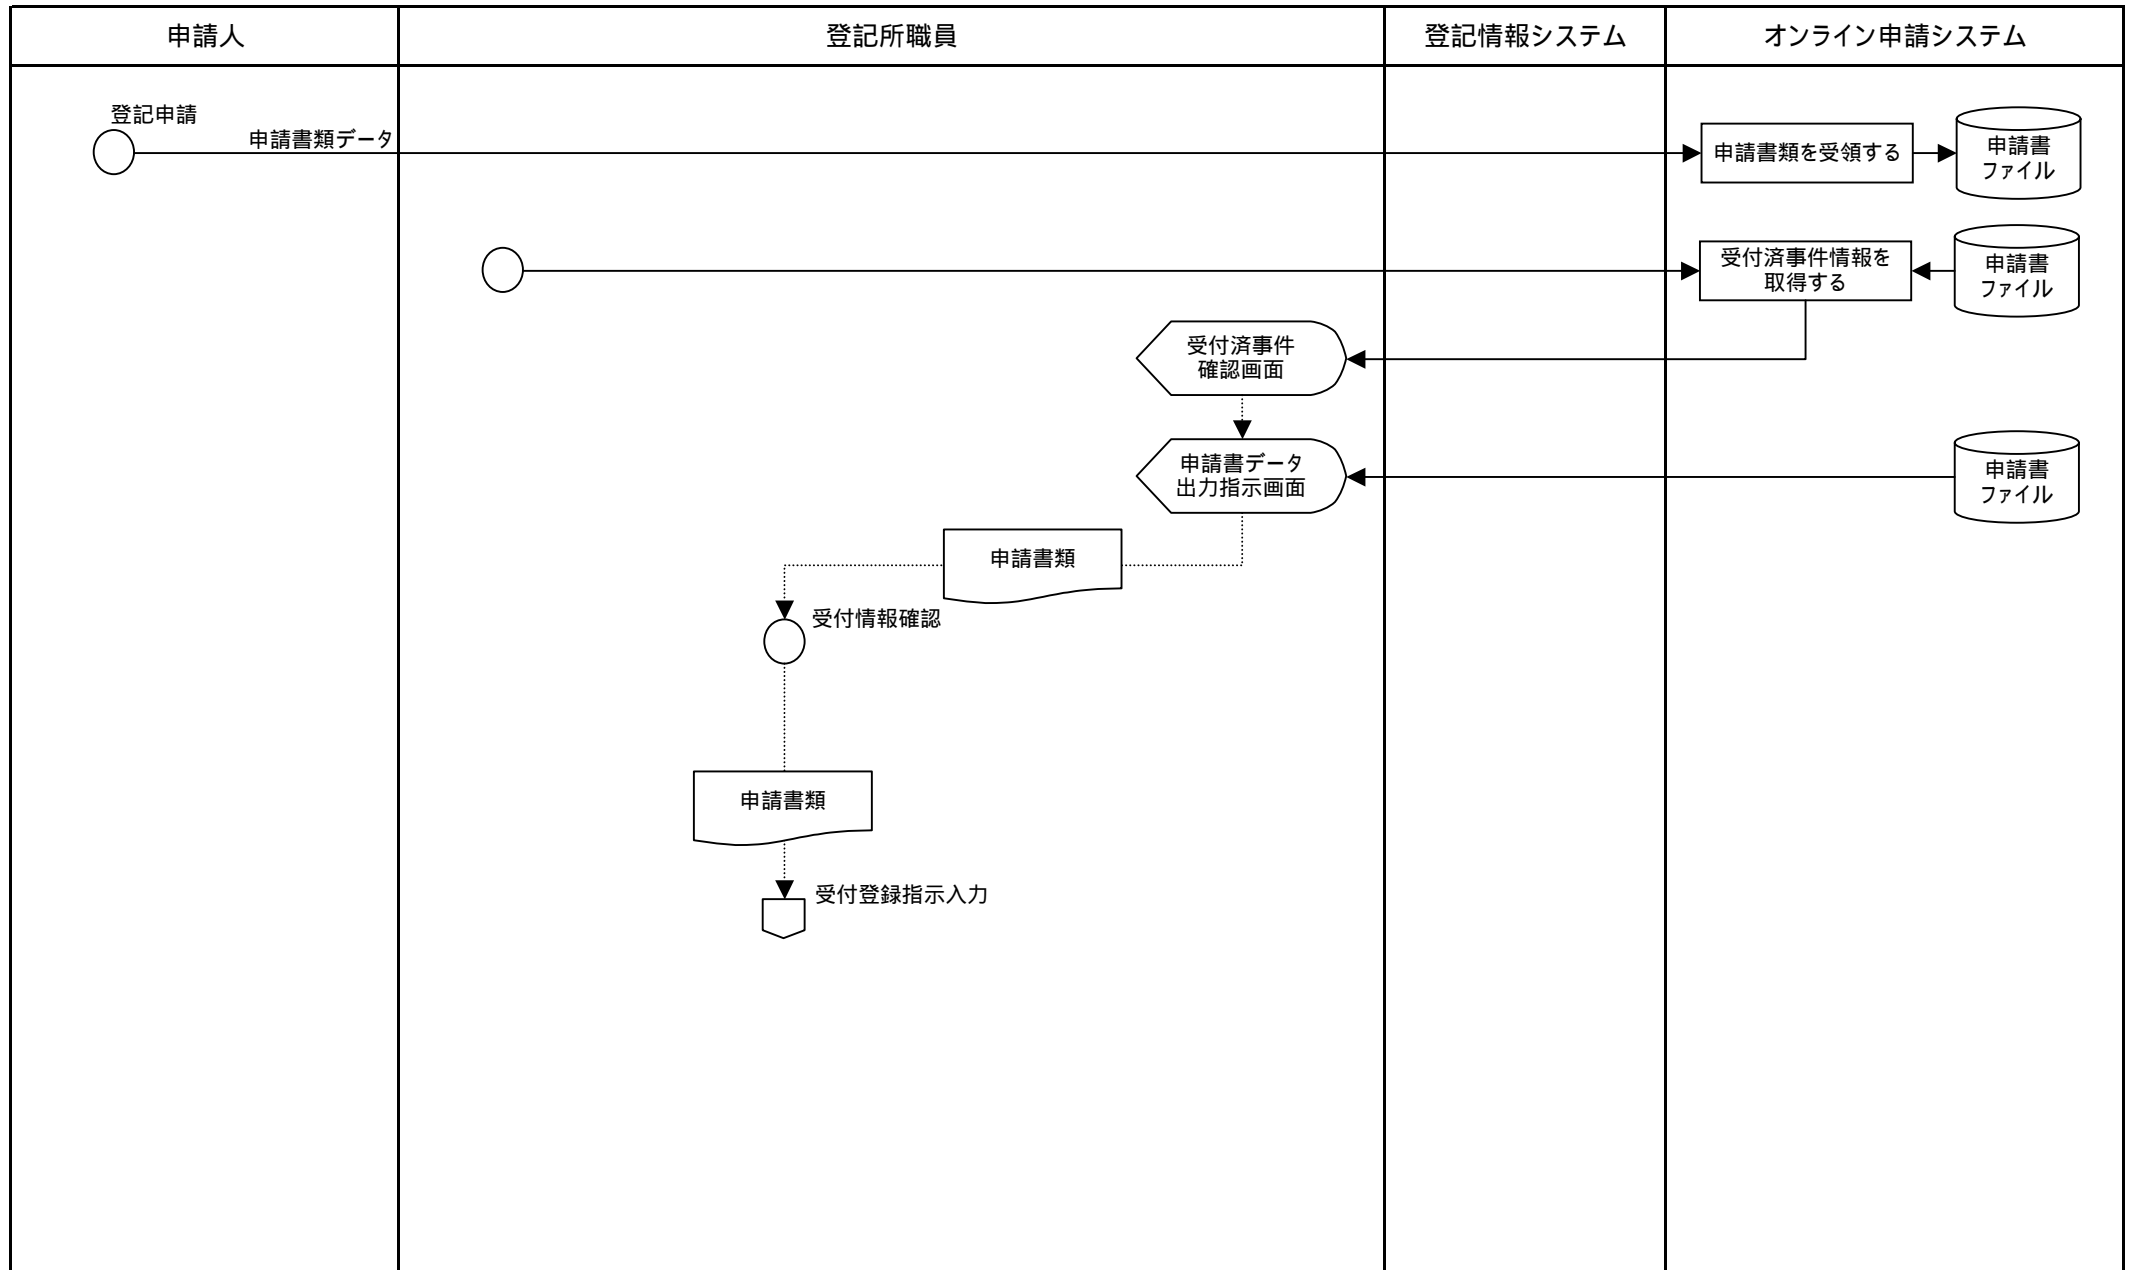 申請人
登記所職員
登記情報システム
オンライン申請システム
登記申請
申請書類データ
申請書類を受領する
申請書
ファイル
受付済事件情報を
取得する
申請書
ファイル
受付済事件
確認画面
申請書データ
出力指示画面
申請書
ファイル
申請書類
受付情報確認
申請書類
受付登録指示入力